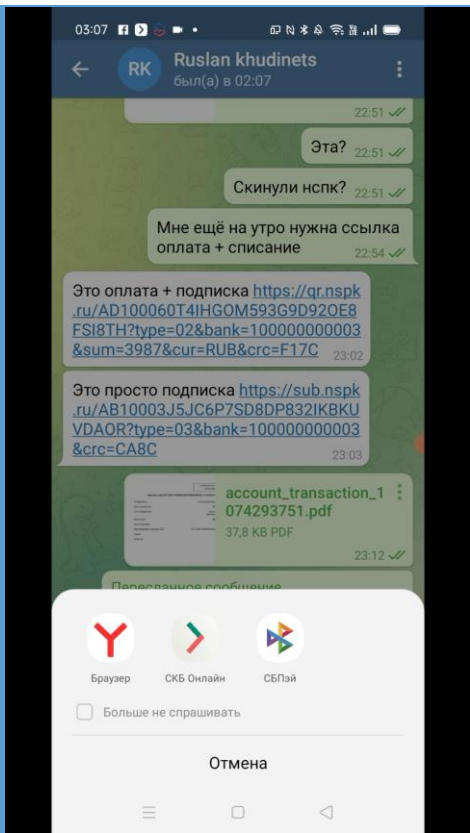 03:07
RK Ruslan khudinets
был(а) в 02:07
22:51
Эта? 22:51
Скинули нспк? 22:51
Мне ещё на утро нужна ссылка
оплата + списание 22:54
Это оплата + подписка https://qr.nspk
.ru/AD100060T4IHGOM593G9D92OE8
FSI8TH?type=02&bank=100000000003
&sum=3987&cur=RUB&crc=F17C 23:02
Это просто подписка https://sub.nspk
.ru/AB10003J5JC6P7SD8DP832IKBKU
VDAOR?type=03&bank=100000000003
&crc=CA8C 23:03
account_transaction_1
074293751.pdf
37,8 KB PDF
23:12
Пересланное сообщение
Браузер СКБ Онлайн СБПэй
Больше не спрашивать
Отмена